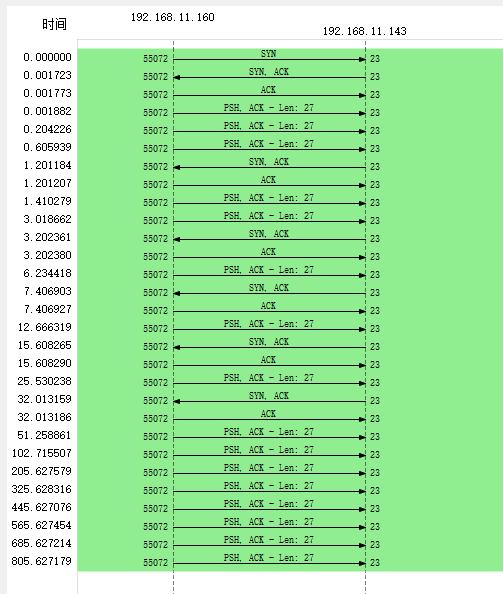 时间
192.168.11.160
192.168.11.143
0.000000 55072 SYN 23
0.001723 55072 SYN, ACK 23
0.001773 55072 ACK 23
0.001882 55072 PSH, ACK - Len: 27 23
0.204226 55072 PSH, ACK - Len: 27 23
0.605939 55072 PSH, ACK - Len: 27 23
1.201184 55072 SYN, ACK 23
1.201207 55072 ACK 23
1.410279 55072 PSH, ACK - Len: 27 23
3.018662 55072 PSH, ACK - Len: 27 23
3.202361 55072 SYN, ACK 23
3.202380 55072 ACK 23
6.234418 55072 PSH, ACK - Len: 27 23
7.406903 55072 SYN, ACK 23
7.406927 55072 ACK 23
12.666319 55072 PSH, ACK - Len: 27 23
15.608265 55072 SYN, ACK 23
15.608290 55072 ACK 23
25.530238 55072 PSH, ACK - Len: 27 23
32.013159 55072 SYN, ACK 23
32.013186 55072 ACK 23
51.258861 55072 PSH, ACK - Len: 27 23
102.715507 55072 PSH, ACK - Len: 27 23
205.627579 55072 PSH, ACK - Len: 27 23
325.628316 55072 PSH, ACK - Len: 27 23
445.627076 55072 PSH, ACK - Len: 27 23
565.627454 55072 PSH, ACK - Len: 27 23
685.627214 55072 PSH, ACK - Len: 27 23
805.627179 55072 PSH, ACK - Len: 27 23